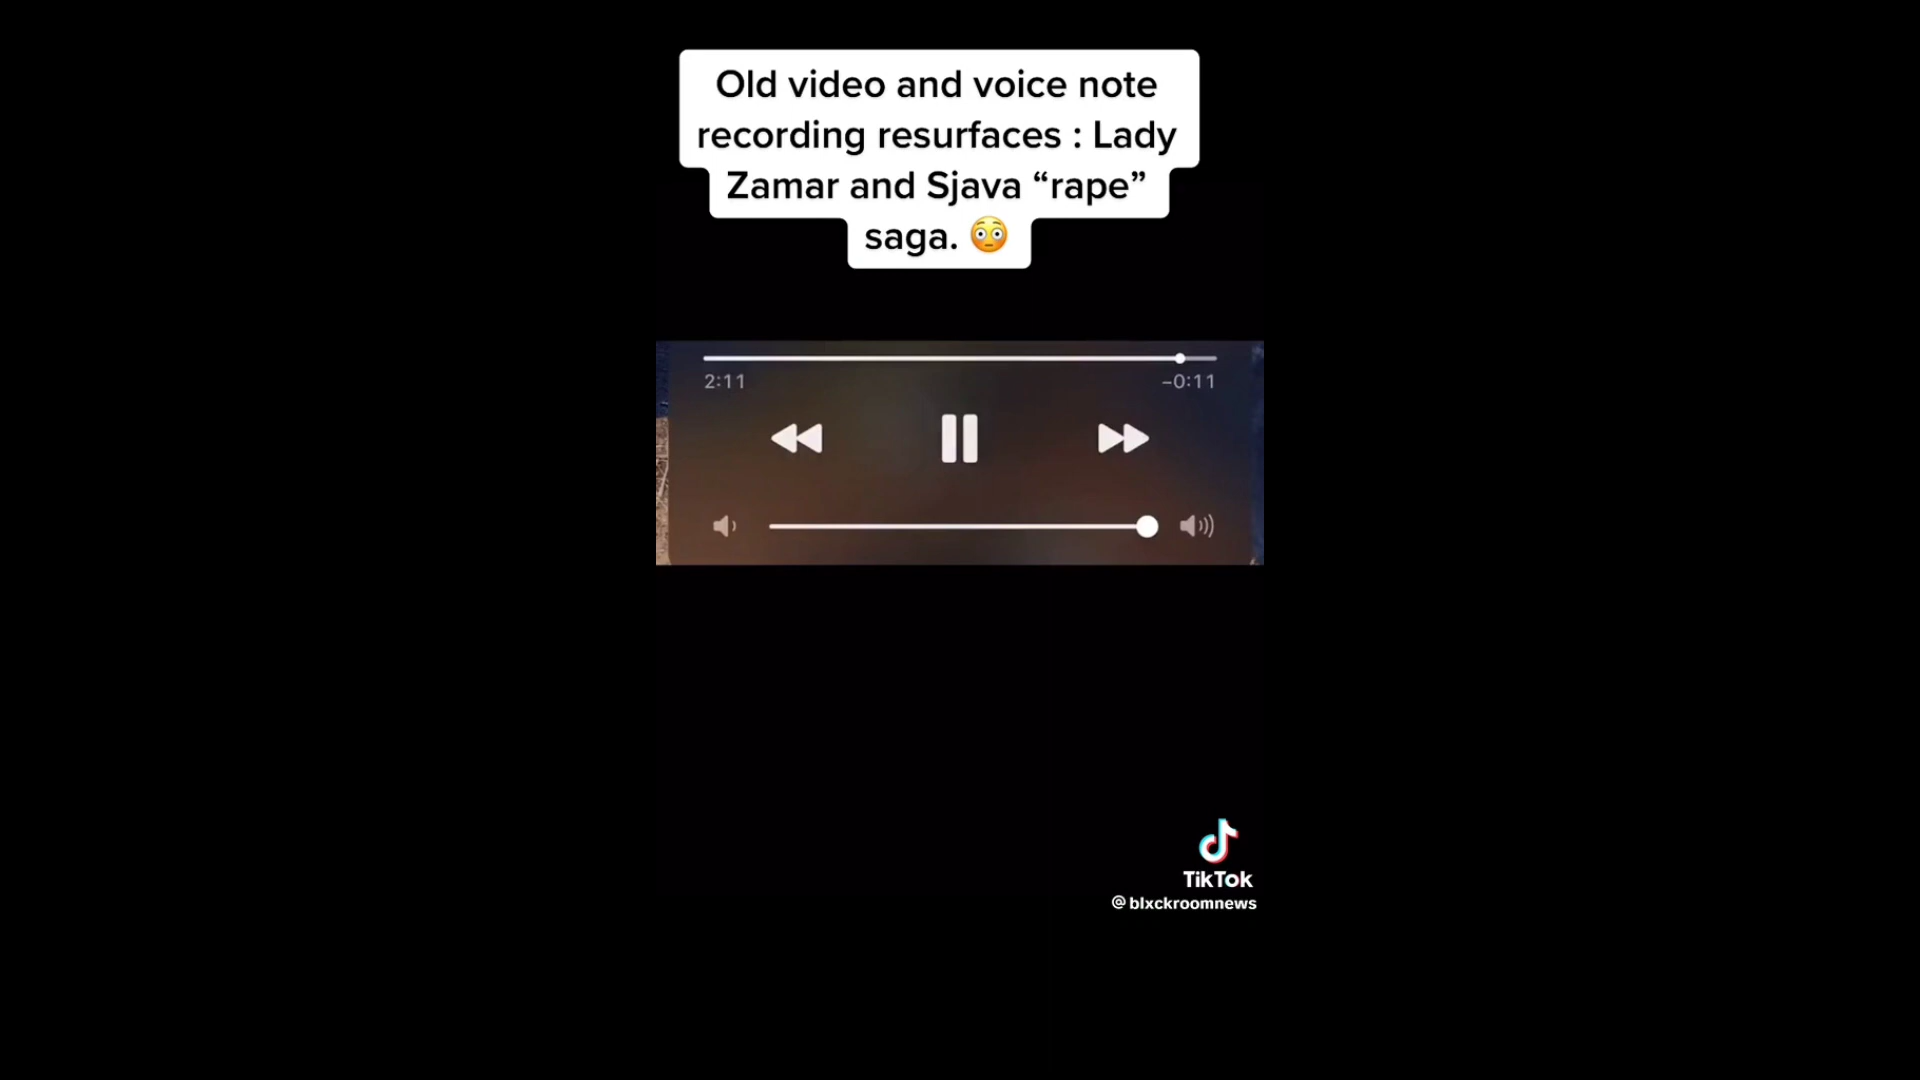 Old video and voice note
recording resurfaces : Lady
Zamar and Sjava “rape”
saga. 😳
2:11
−0:11
TikTok
@blxckroomnews